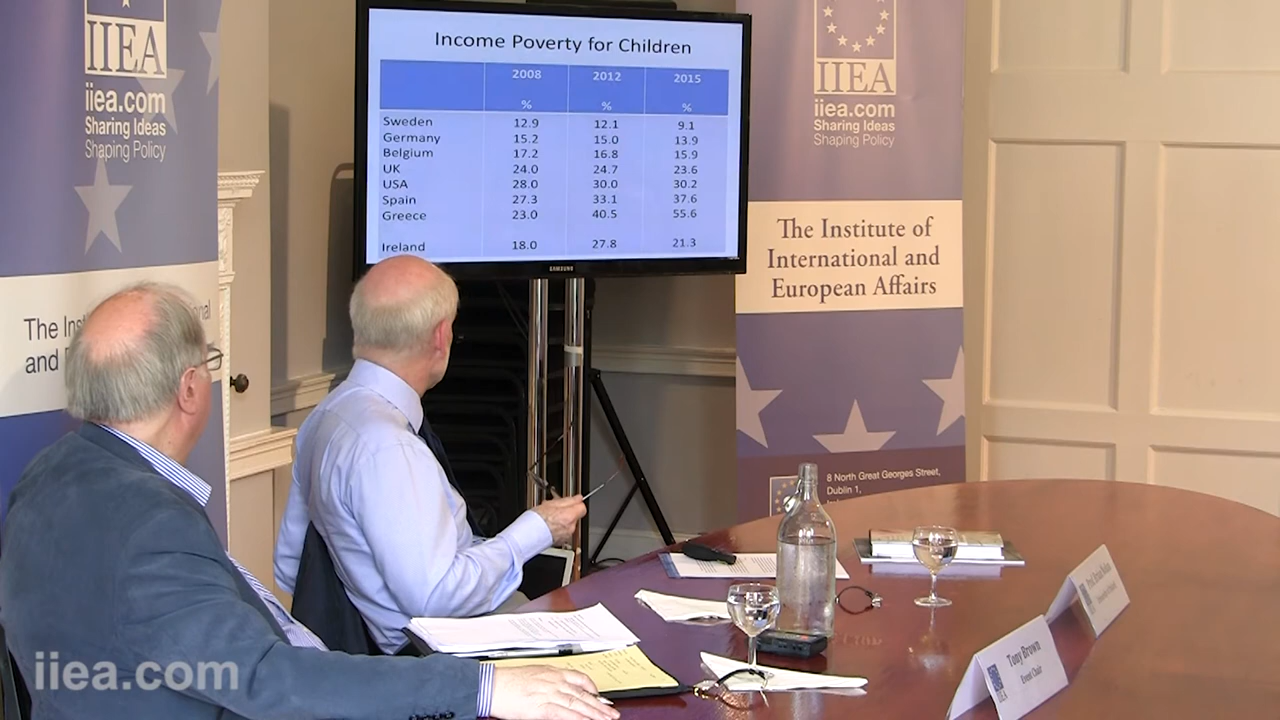 IIEA
iiea.com
Sharing Ideas
Shaping Policy
The
and
Income Poverty for Children
2008 2012 2015
% % %
Sweden 12.9 12.1 9.1
Germany 15.2 15.0 13.9
Belgium 17.2 16.8 15.9
UK 24.0 24.7 23.6
USA 28.0 30.0 30.2
Spain 27.3 33.1 37.6
Greece 23.0 40.5 55.6
Ireland 18.0 27.8 21.3
SAMSUNG
IIEA
iiea.com
Sharing Ideas
Shaping Policy
The Institute of
International and
European Affairs
8 North Great Georges Street,
Dublin 1,
Tony Brown
Event Chair
IIEA
iiea.com